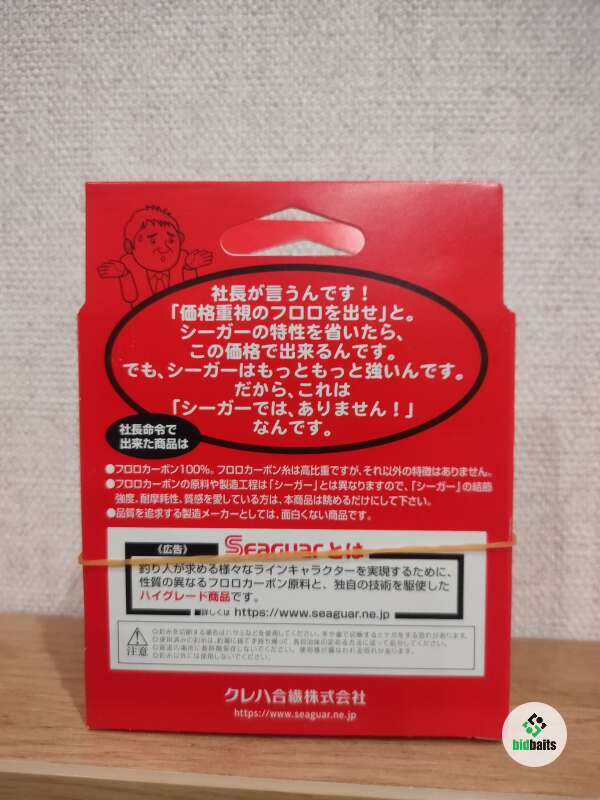 社長が言うんです！
「価格重視のフロロを出せ」と。
シーガーの特性を省いたら、
この価格で出来るんです。
でも、シーガーはもっともっと強いんです。
だから、これは
「シーガーでは、ありません！」
なんです。
社長命令で
出来た商品は
●フロロカーボン100%。フロロカーボン糸は高比重ですが、それ以外の特徴はありません。
●フロロカーボンの原料や製造工程は「シーガー」とは異なりますので、「シーガー」の結節
強度、耐摩耗性、質感を愛している方は、本商品は眺めるだけにして下さい。
●品質を追求する製造メーカーとしては、面白くない商品です。
《広告》 Seaguarとは
釣り人が求める様々なラインキャラクターを実現するために、
性質の異なるフロロカーボン原料と、独自の技術を駆使した
ハイグレード商品です。
■詳しくは https://www.seaguar.ne.jp
注意
クレハ合繊株式会社
https://www.seaguar.ne.jp
bidbaits